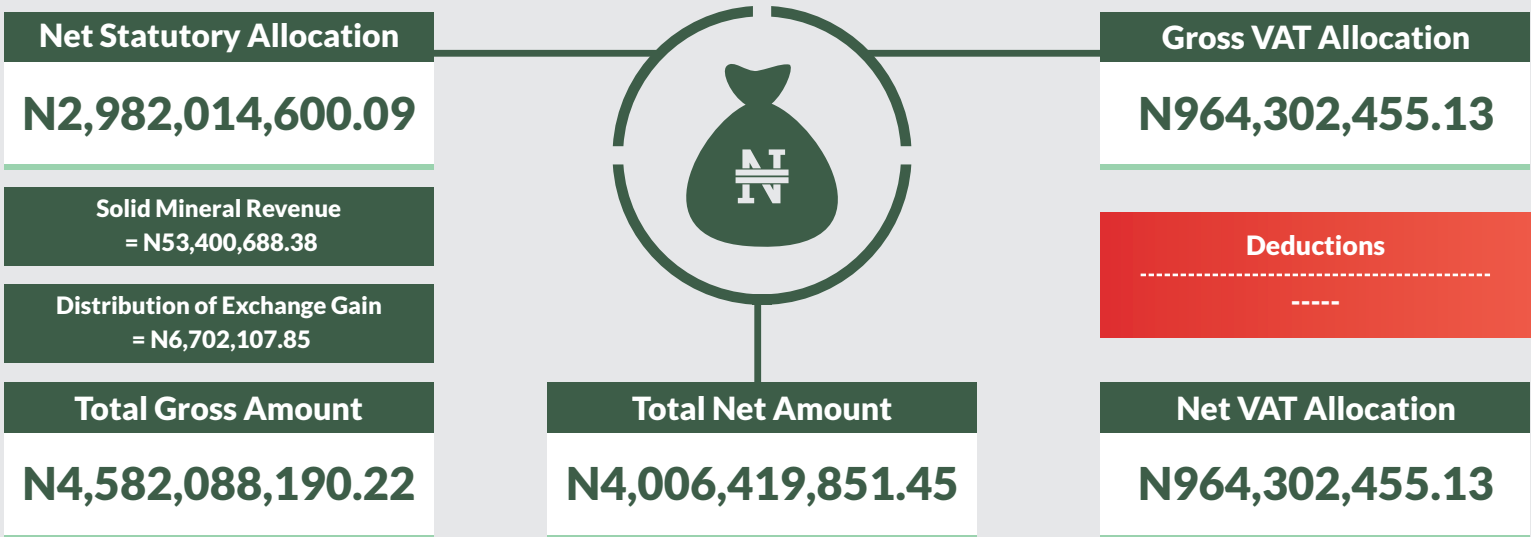 Net Statutory Allocation
N2,982,014,600.09
Solid Mineral Revenue
= N53,400,688.38
Distribution of Exchange Gain
= N6,702,107.85
Total Gross Amount
N4,582,088,190.22
₦
Total Net Amount
N4,006,419,851.45
Gross VAT Allocation
N964,302,455.13
Deductions
--------------------------------------------------
-----
Net VAT Allocation
N964,302,455.13